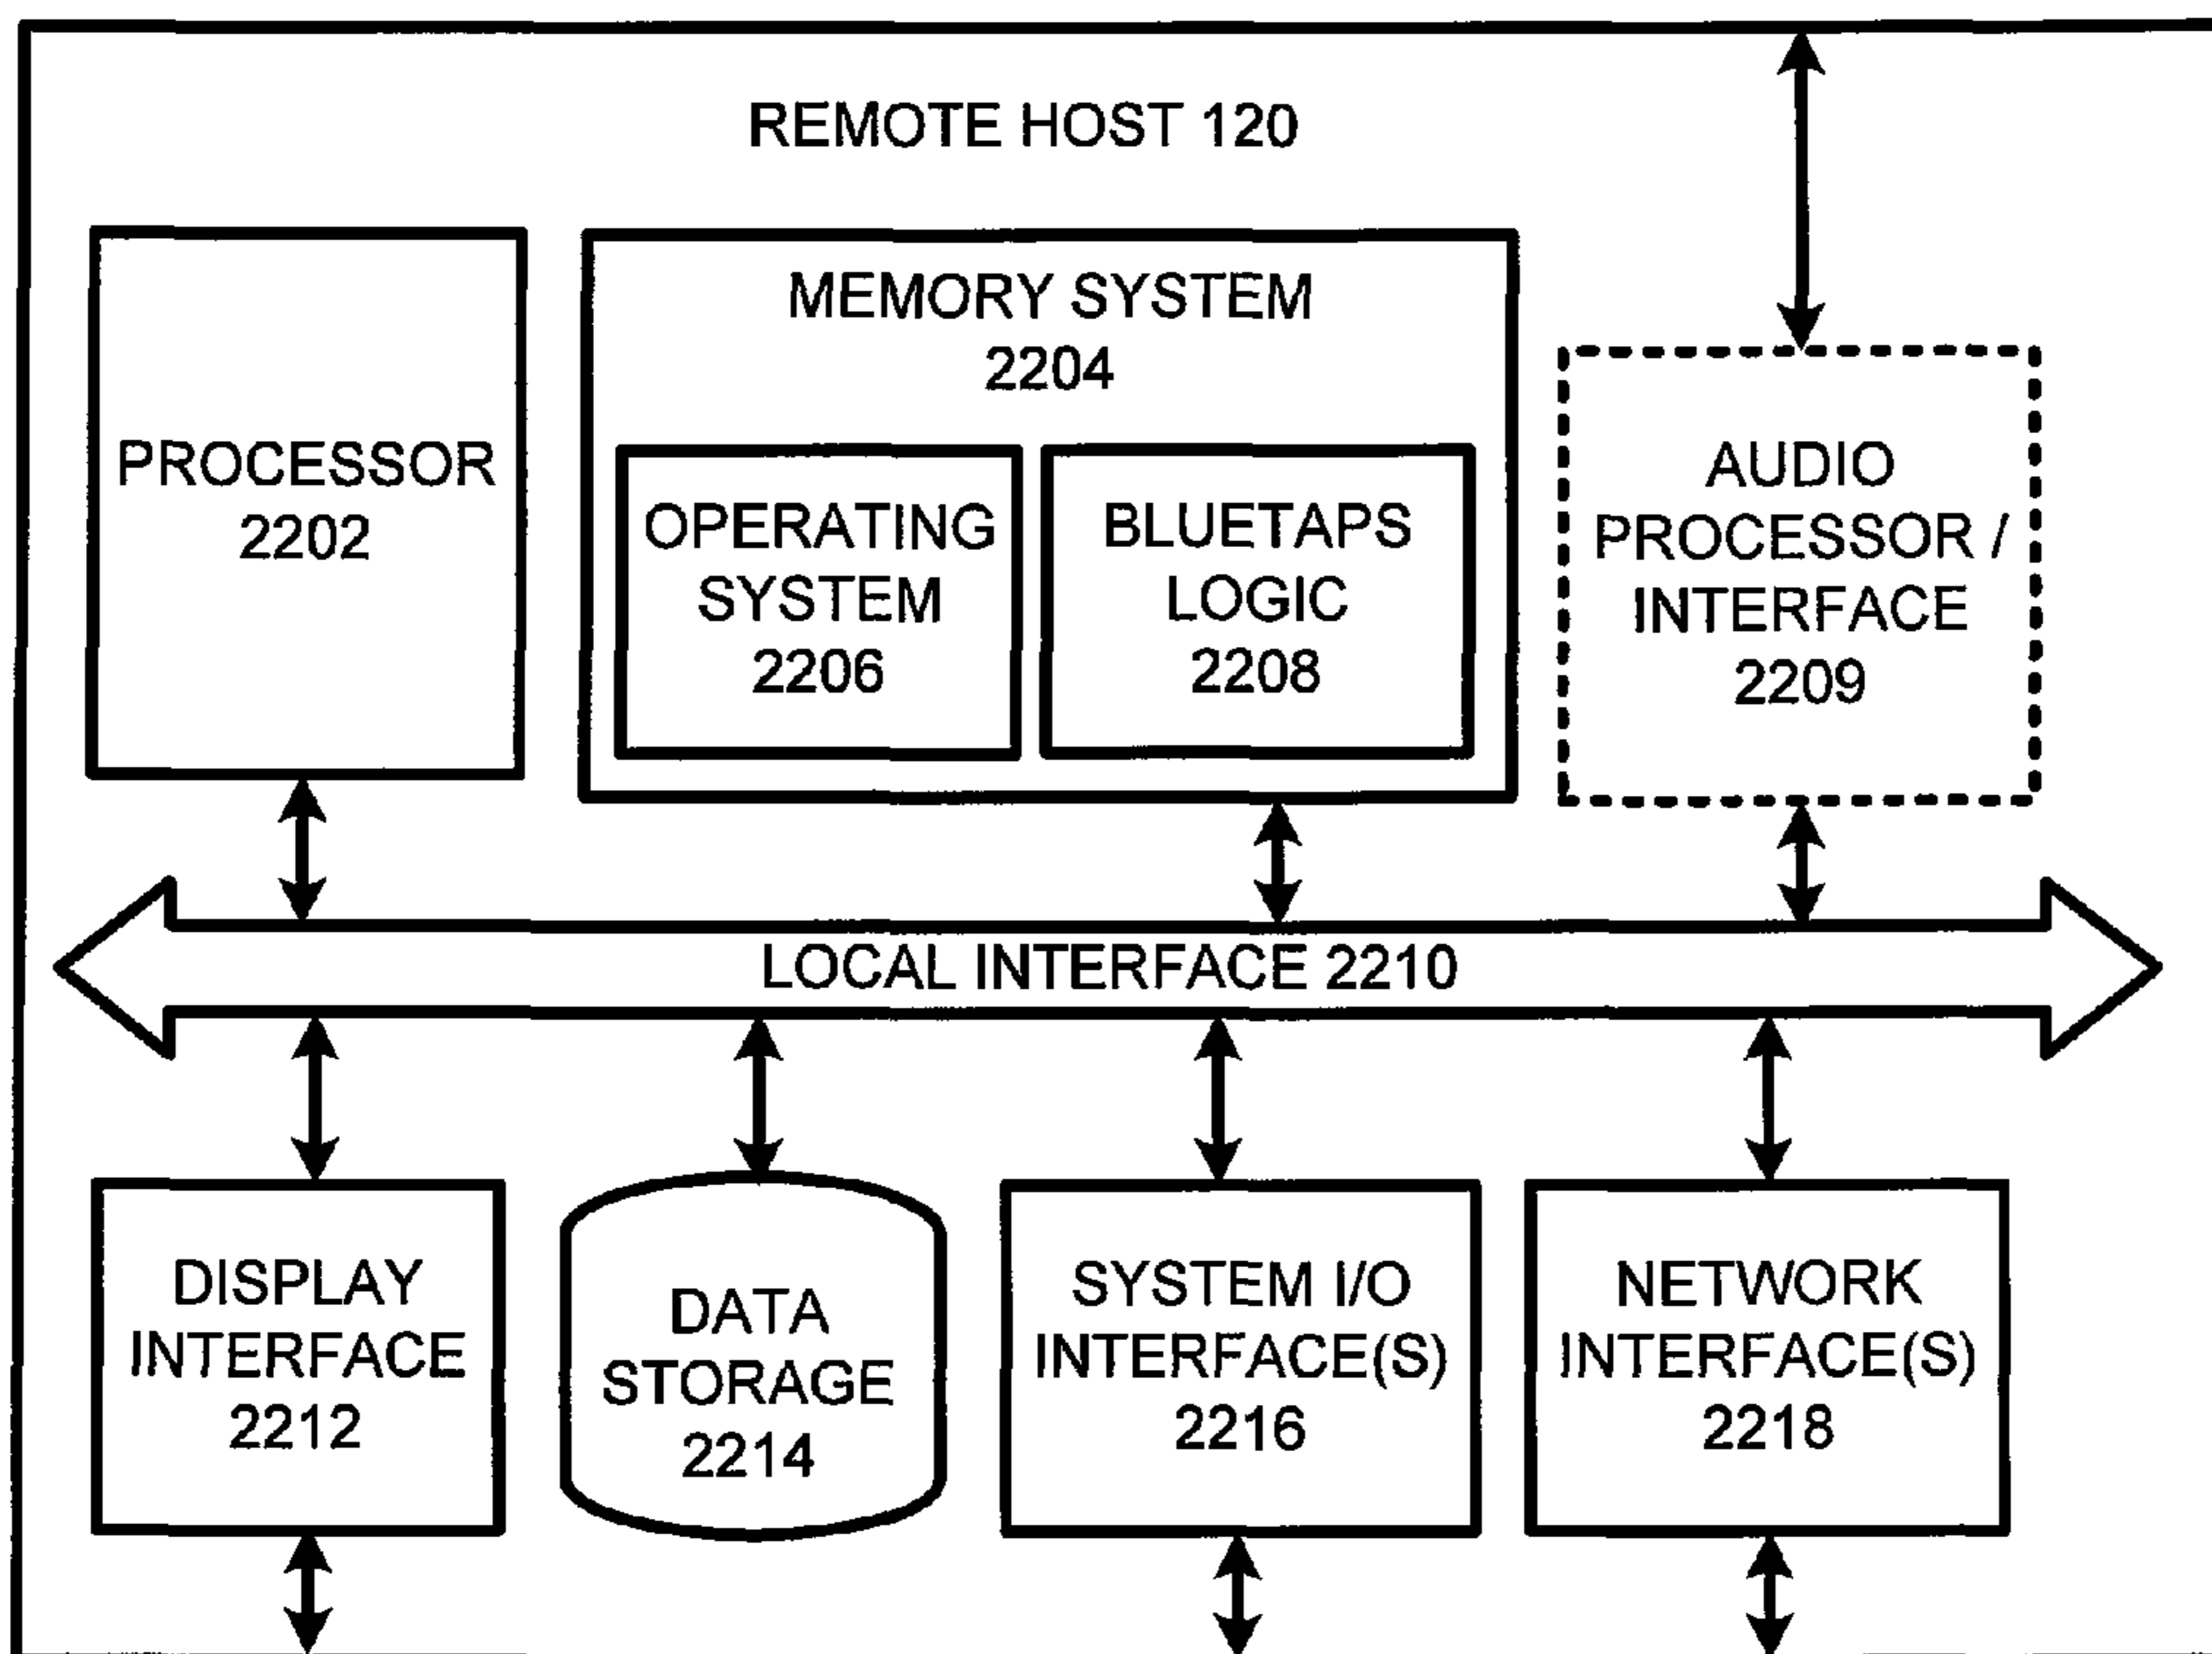 REMOTE HOST 120
PROCESSOR
2202
MEMORY SYSTEM
2204
OPERATING
SYSTEM
2206
BLUETAPS
LOGIC
2208
AUDIO
PROCESSOR /
INTERFACE
2209
LOCAL INTERFACE 2210
DISPLAY
INTERFACE
2212
DATA
STORAGE
2214
SYSTEM I/O
INTERFACE(S)
2216
NETWORK
INTERFACE(S)
2218